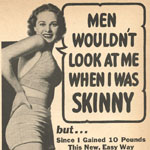 MEN
WOULDN'T
LOOK AT ME
WHEN I WAS
SKINNY
but...
Since I Gained 10 Pounds
This New, Easy Way